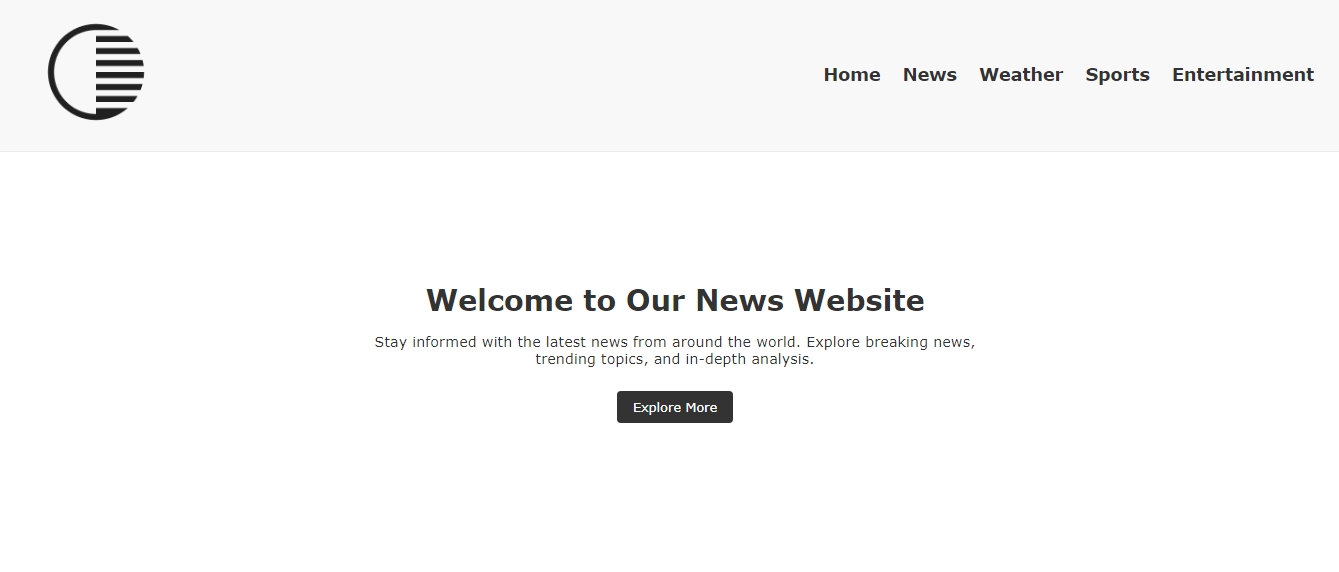 Home News Weather Sports Entertainment
Welcome to Our News Website
Stay informed with the latest news from around the world. Explore breaking news,
trending topics, and in-depth analysis.
Explore More